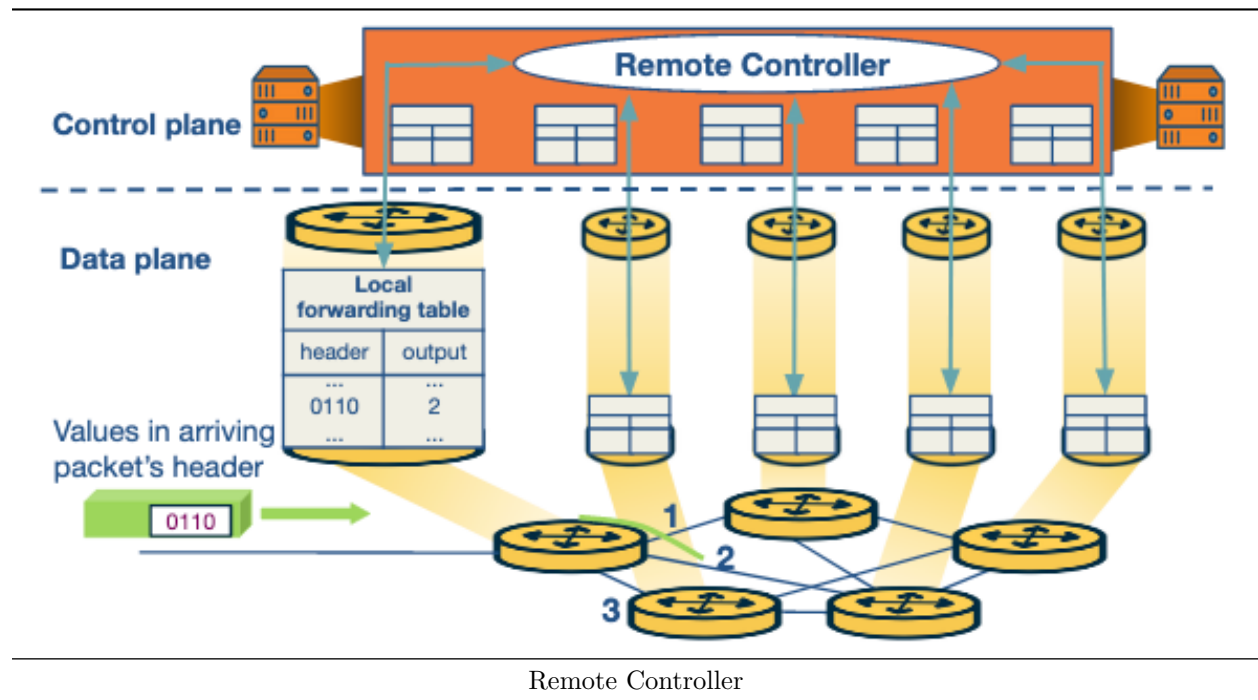 Remote Controller
Control plane
Data plane
Local
forwarding table
header output
... ...
0110 2
... ...
Values in arriving
packet's header
0110
1
2
3
Remote Controller